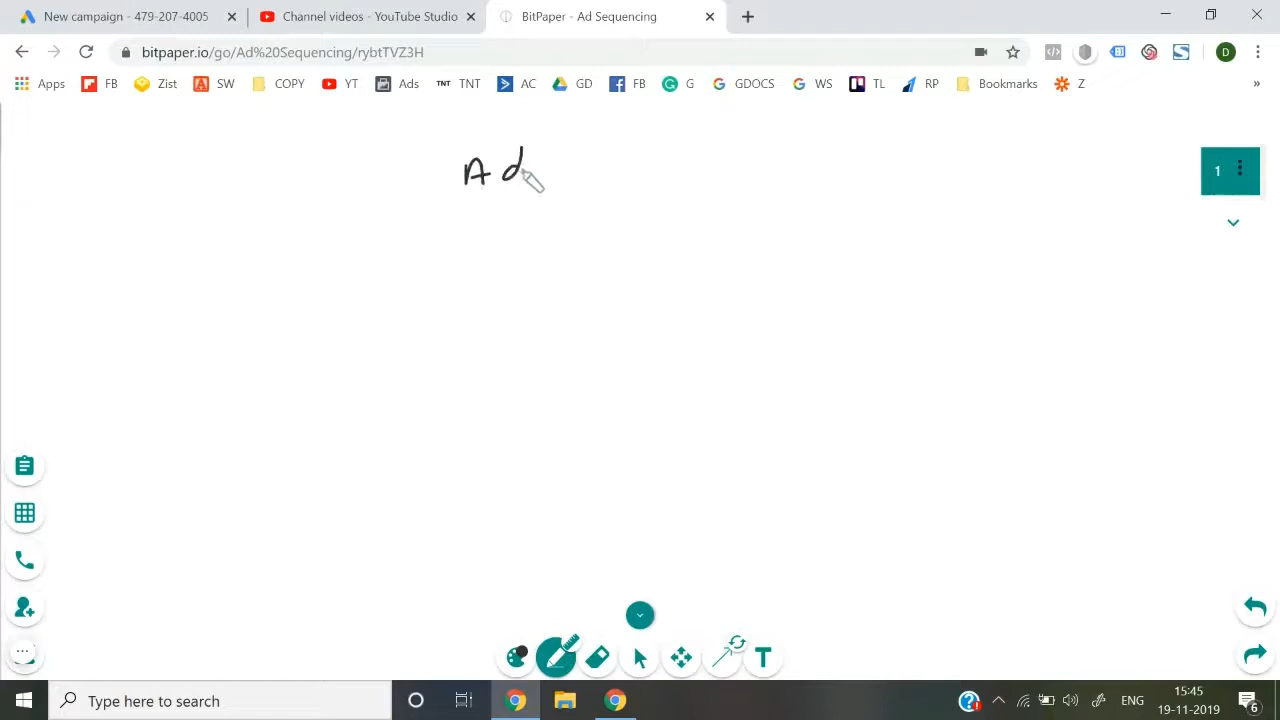 New campaign - 479-207-4005
Channel videos - YouTube Studio
BitPaper - Ad Sequencing
bitpaper.io/go/Ad%20Sequencing/rybtTVZ3H
D
Apps FB Zist SW COPY YT Ads TNT TNT AC GD FB G GDOCS WS TL RP Bookmarks Z »
Ad
1
T
Type here to search
ENG
15:45
19-11-2019
6